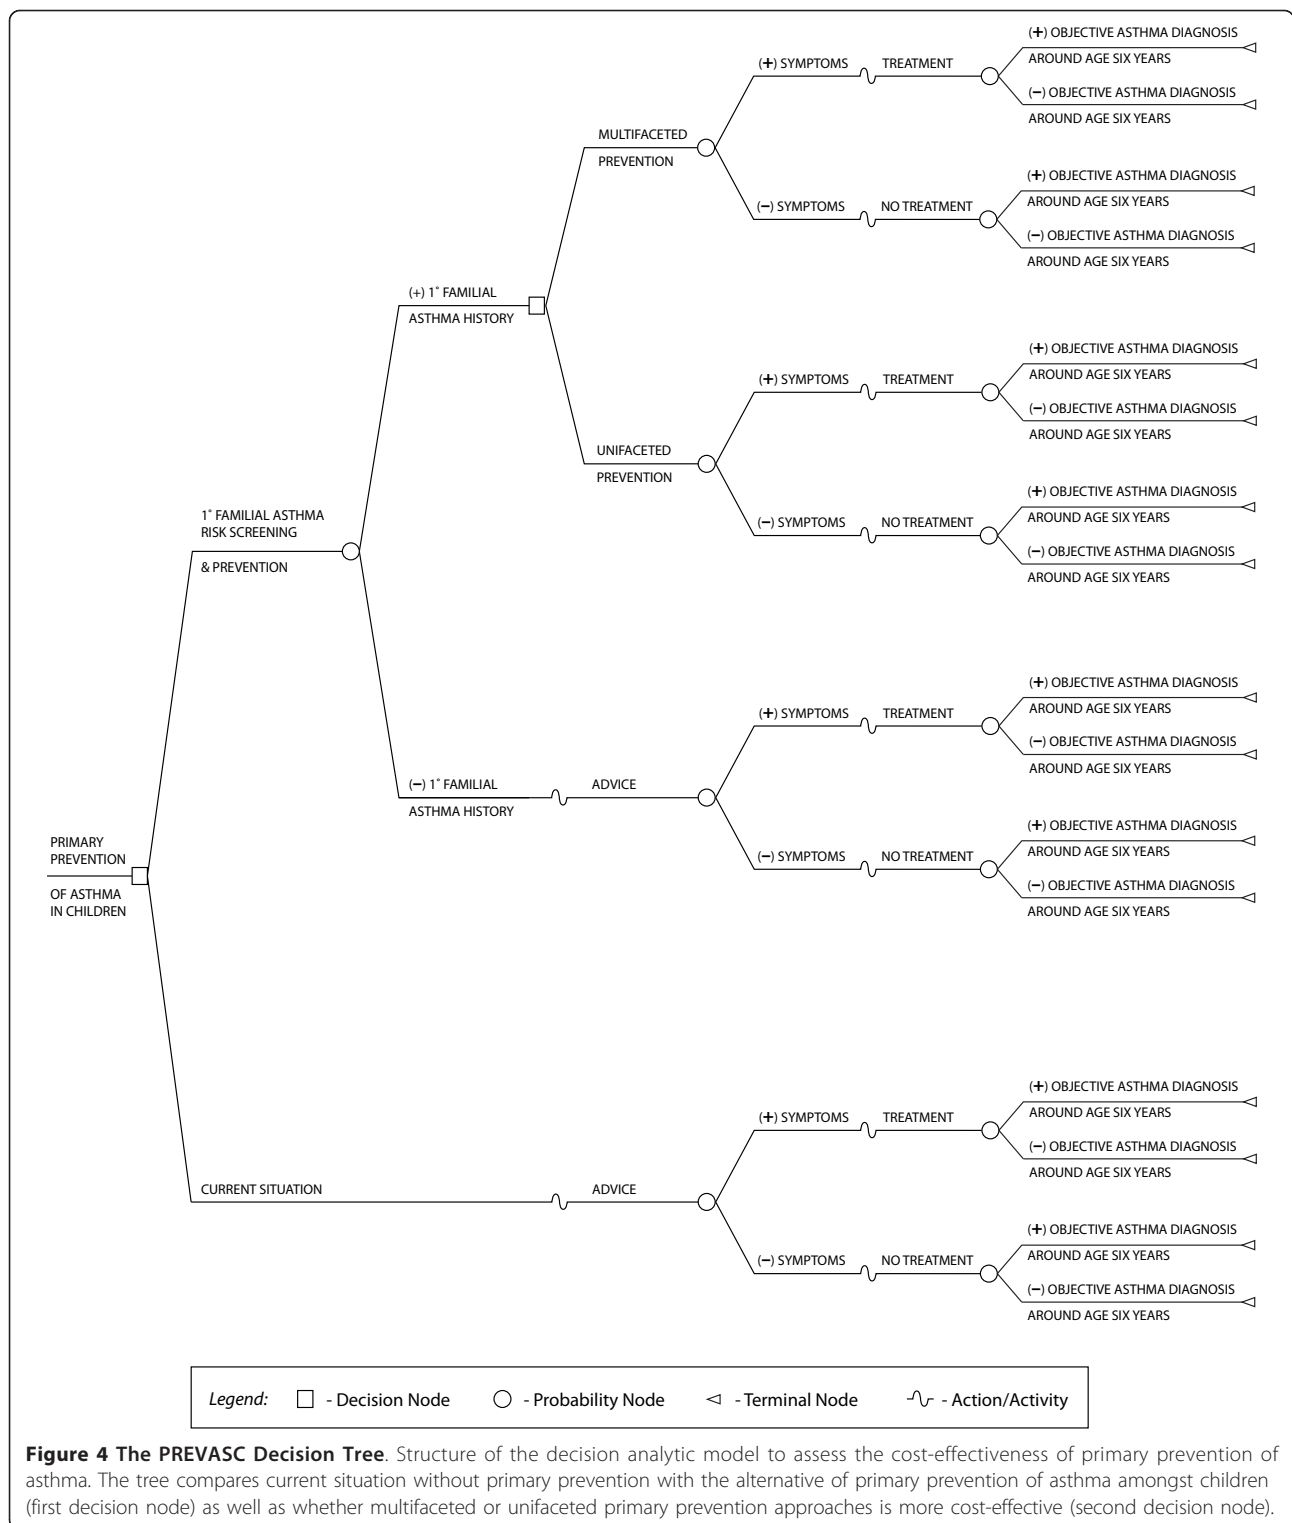 (+) OBJECTIVE ASTHMA DIAGNOSIS
AROUND AGE SIX YEARS
(+) SYMPTOMS TREATMENT
(−) OBJECTIVE ASTHMA DIAGNOSIS
AROUND AGE SIX YEARS
MULTIFACETED
PREVENTION
(+) OBJECTIVE ASTHMA DIAGNOSIS
AROUND AGE SIX YEARS
(−) SYMPTOMS NO TREATMENT
(−) OBJECTIVE ASTHMA DIAGNOSIS
AROUND AGE SIX YEARS
(+) 1˚ FAMILIAL
ASTHMA HISTORY
(+) OBJECTIVE ASTHMA DIAGNOSIS
AROUND AGE SIX YEARS
(+) SYMPTOMS TREATMENT
(−) OBJECTIVE ASTHMA DIAGNOSIS
AROUND AGE SIX YEARS
UNIFACETED
PREVENTION
(+) OBJECTIVE ASTHMA DIAGNOSIS
AROUND AGE SIX YEARS
(−) SYMPTOMS NO TREATMENT
(−) OBJECTIVE ASTHMA DIAGNOSIS
AROUND AGE SIX YEARS
1˚ FAMILIAL ASTHMA
RISK SCREENING
& PREVENTION
(+) OBJECTIVE ASTHMA DIAGNOSIS
AROUND AGE SIX YEARS
(+) SYMPTOMS TREATMENT
(−) OBJECTIVE ASTHMA DIAGNOSIS
AROUND AGE SIX YEARS
(−) 1˚ FAMILIAL
ASTHMA HISTORY
ADVICE
(+) OBJECTIVE ASTHMA DIAGNOSIS
AROUND AGE SIX YEARS
(−) SYMPTOMS NO TREATMENT
(−) OBJECTIVE ASTHMA DIAGNOSIS
AROUND AGE SIX YEARS
PRIMARY
PREVENTION
OF ASTHMA
IN CHILDREN
(+) OBJECTIVE ASTHMA DIAGNOSIS
AROUND AGE SIX YEARS
(+) SYMPTOMS TREATMENT
(−) OBJECTIVE ASTHMA DIAGNOSIS
AROUND AGE SIX YEARS
CURRENT SITUATION ADVICE
(+) OBJECTIVE ASTHMA DIAGNOSIS
AROUND AGE SIX YEARS
(−) SYMPTOMS NO TREATMENT
(−) OBJECTIVE ASTHMA DIAGNOSIS
AROUND AGE SIX YEARS
Legend: - Decision Node - Probability Node - Terminal Node - Action/Activity
Figure 4 The PREVASC Decision Tree. Structure of the decision analytic model to assess the cost-effectiveness of primary prevention of
asthma. The tree compares current situation without primary prevention with the alternative of primary prevention of asthma amongst children
(first decision node) as well as whether multifaceted or unifaceted primary prevention approaches is more cost-effective (second decision node).